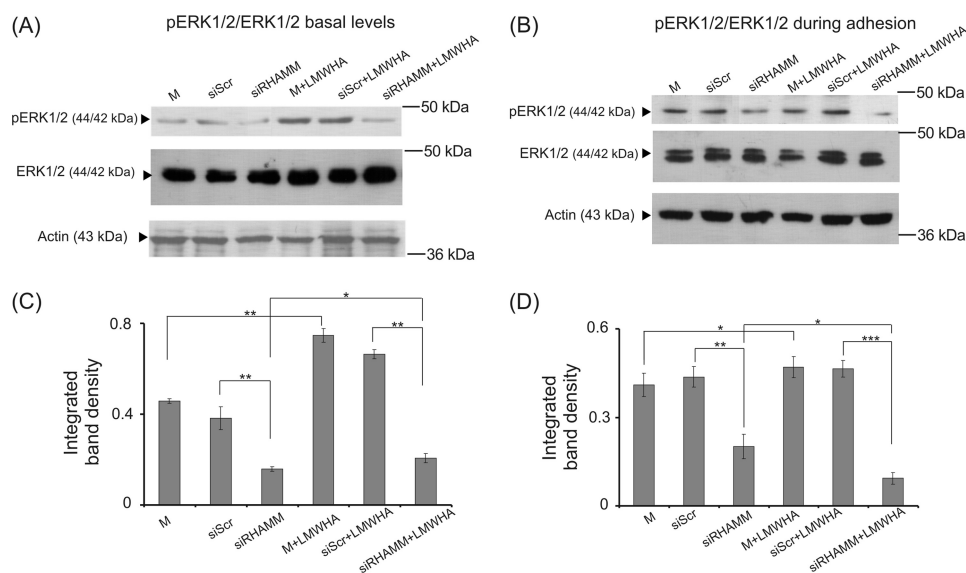 (A) pERK1/2/ERK1/2 basal levels
M siScr siRHAMM M+LMWHA siScr+LMWHA siRHAMM+LMWHA
50 kDa
pERK1/2 (44/42 kDa)
50 kDa
ERK1/2 (44/42 kDa)
Actin (43 kDa)
36 kDa
(B) pERK1/2/ERK1/2 during adhesion
M siScr siRHAMM M+LMWHA siScr+LMWHA siRHAMM+LMWHA
50 kDa
pERK1/2 (44/42 kDa)
50 kDa
ERK1/2 (44/42 kDa)
Actin (43 kDa)
36 kDa
(C)
*
** **
**
0.8
0.4
0
Integrated
band density
M siScr siRHAMM M+LMWHA siScr+LMWHA siRHAMM+LMWHA
(D)
* *
** ***
0.6
0.3
0
Integrated
band density
M siScr siRHAMM M+LMWHA siScr+LMWHA siRHAMM+LMWHA